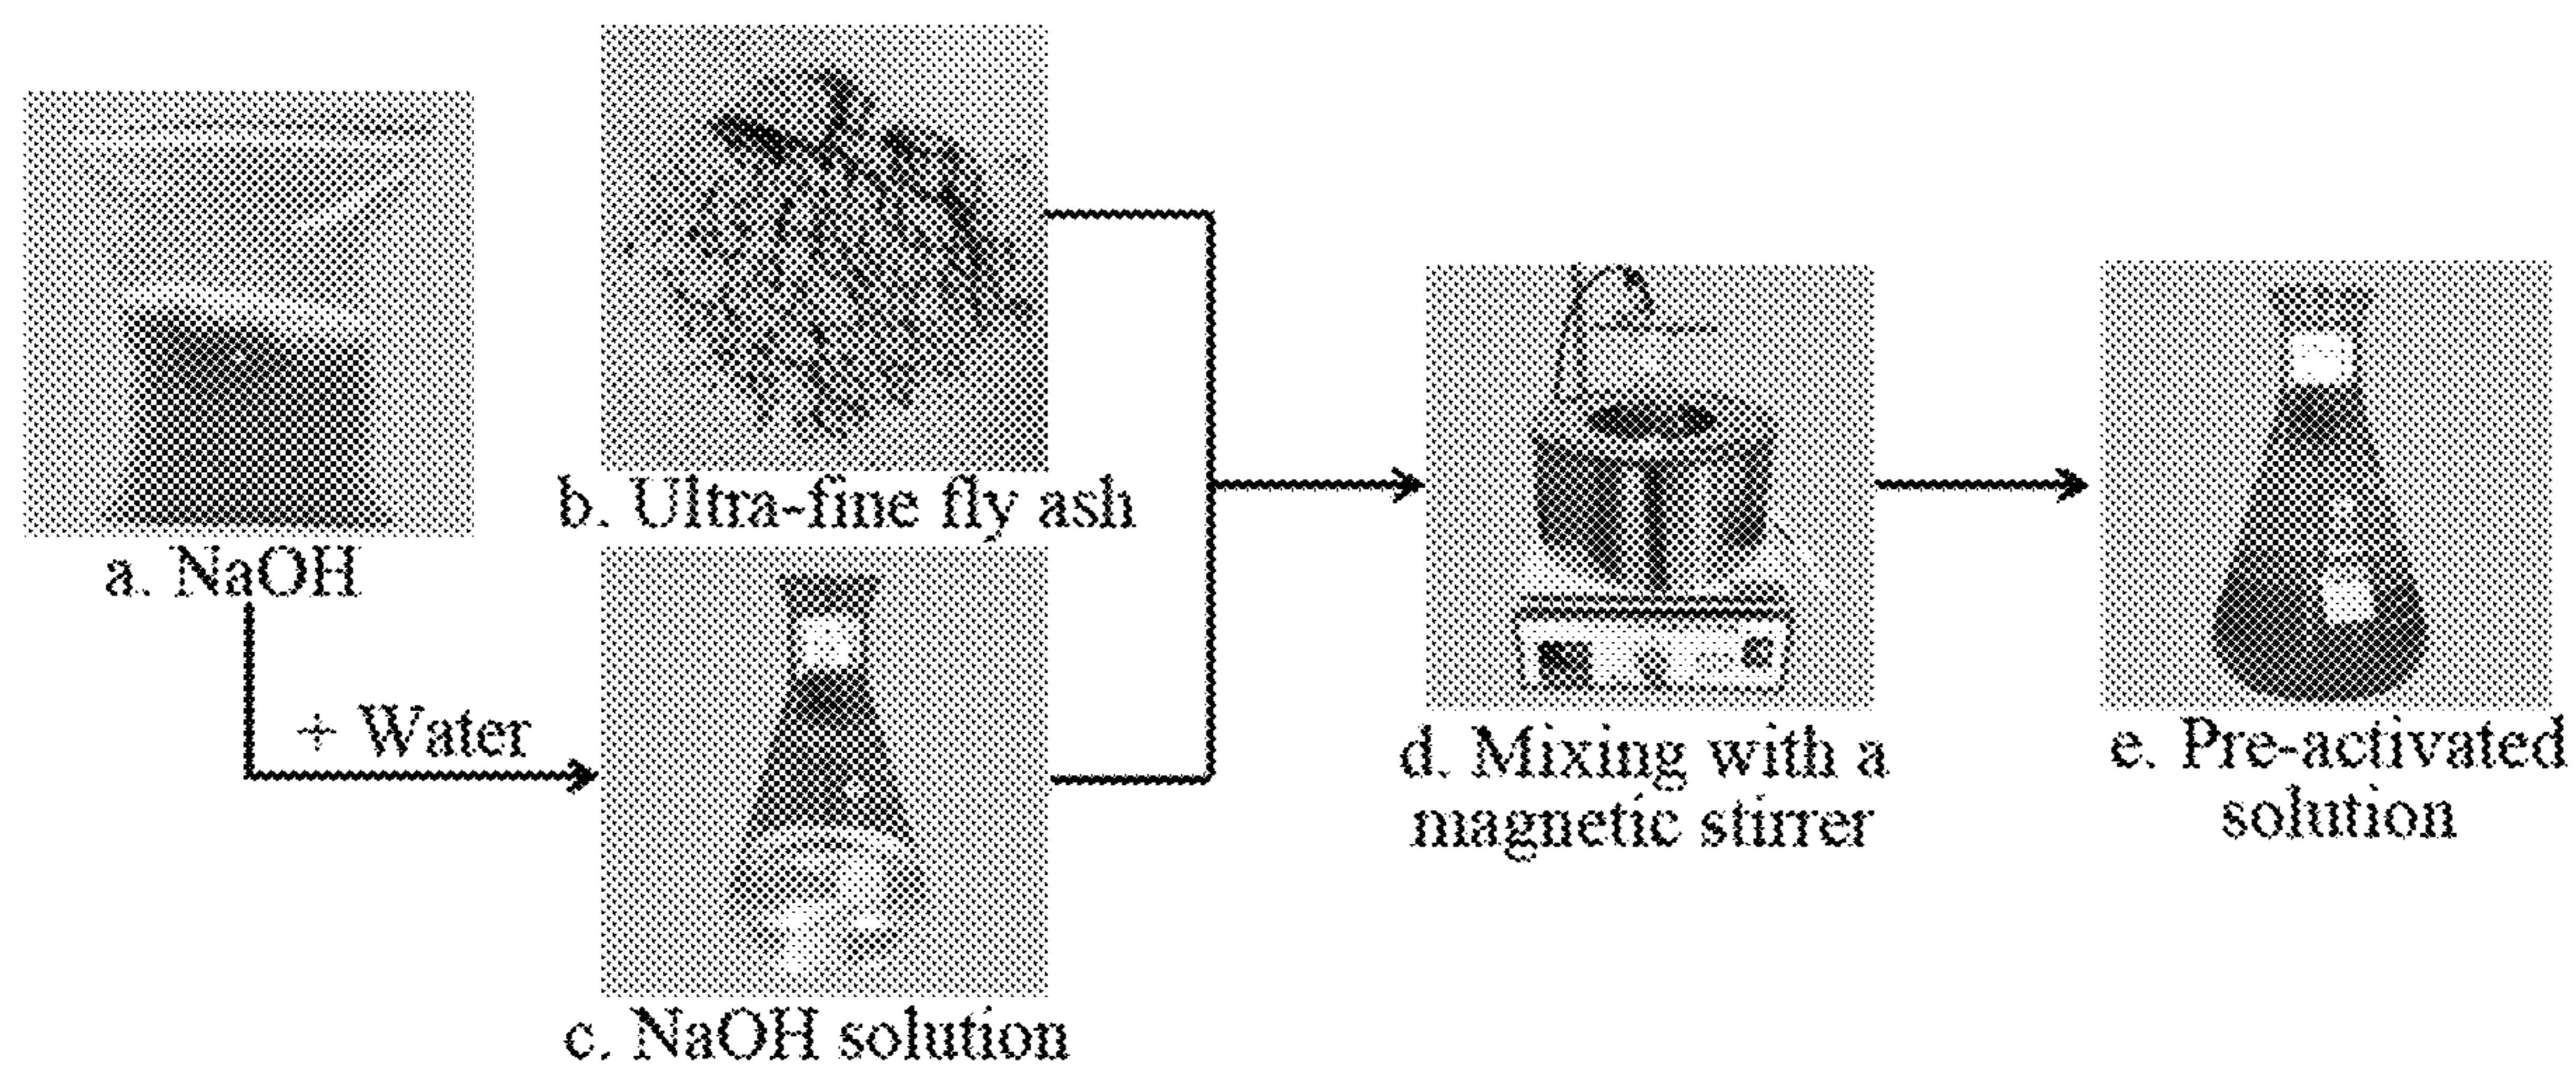 a. NaOH
+ Water
b. Ultra-fine fly ash
c. NaOH solution
d. Mixing with a
magnetic stirrer
e. Pre-activated
solution